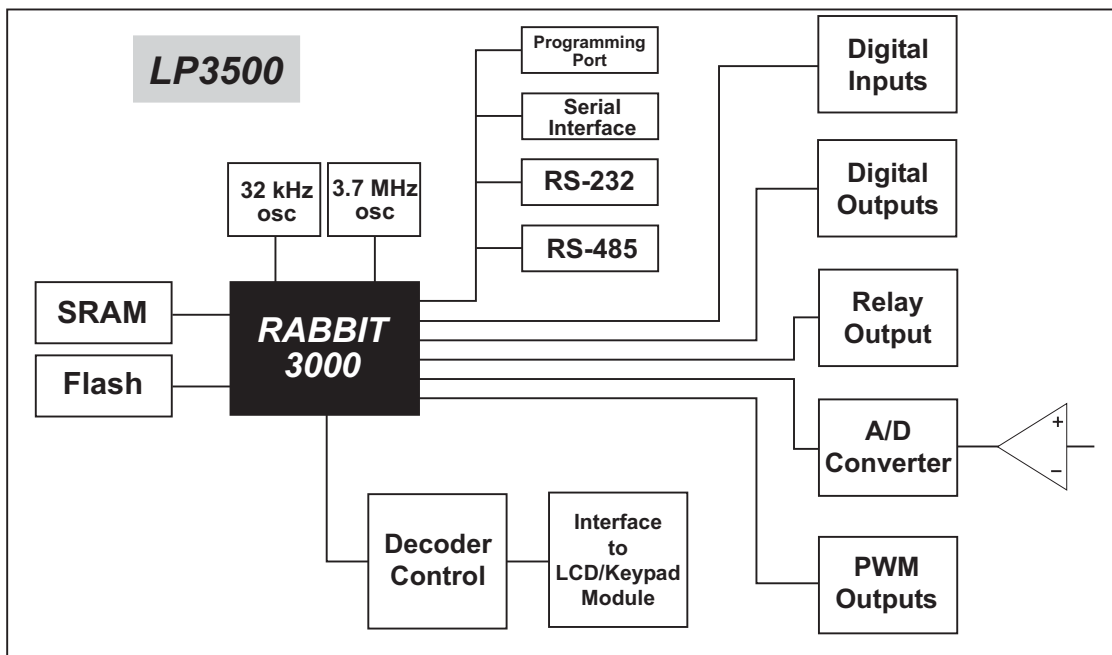 LP3500
Programming
Port
Serial
Interface
RS-232
RS-485
32 kHz
osc
3.7 MHz
osc
SRAM
Flash
RABBIT
3000
Digital
Inputs
Digital
Outputs
Relay
Output
A/D
Converter
+
–
PWM
Outputs
Decoder
Control
Interface
to
LCD/Keypad
Module